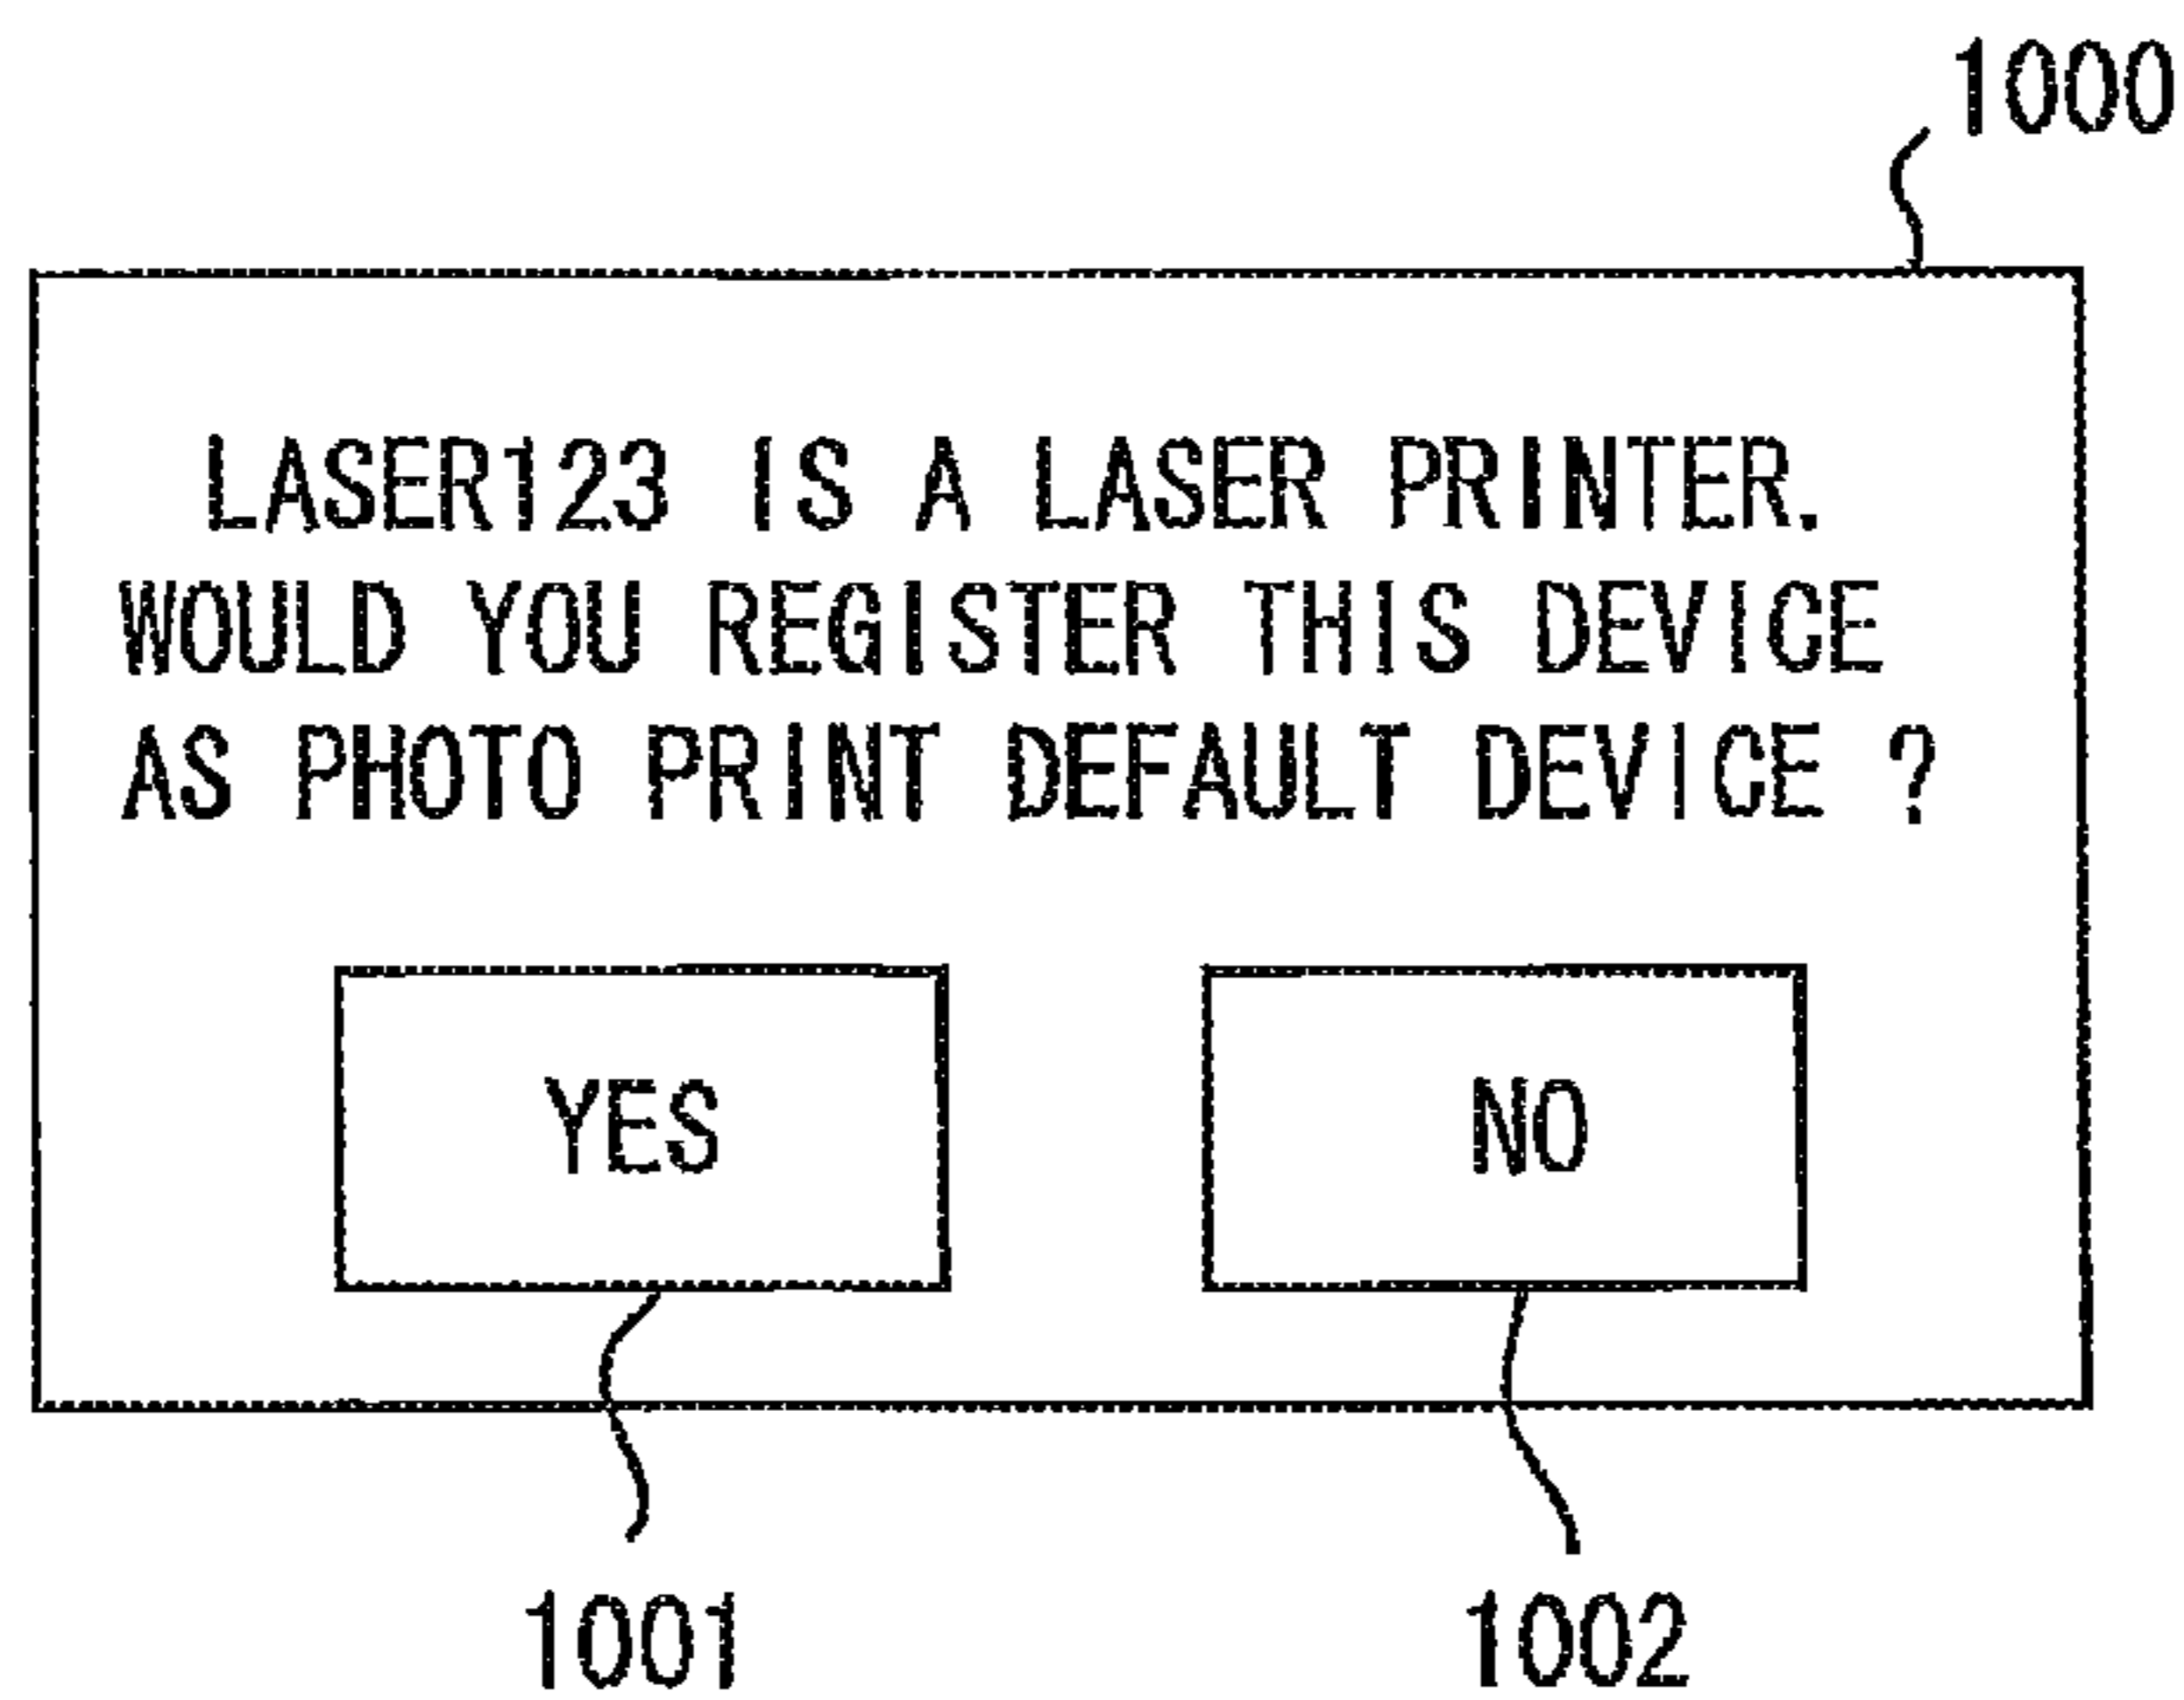 1000
LASER123 IS A LASER PRINTER.
WOULD YOU REGISTER THIS DEVICE
AS PHOTO PRINT DEFAULT DEVICE ?
YES NO
1001 1002